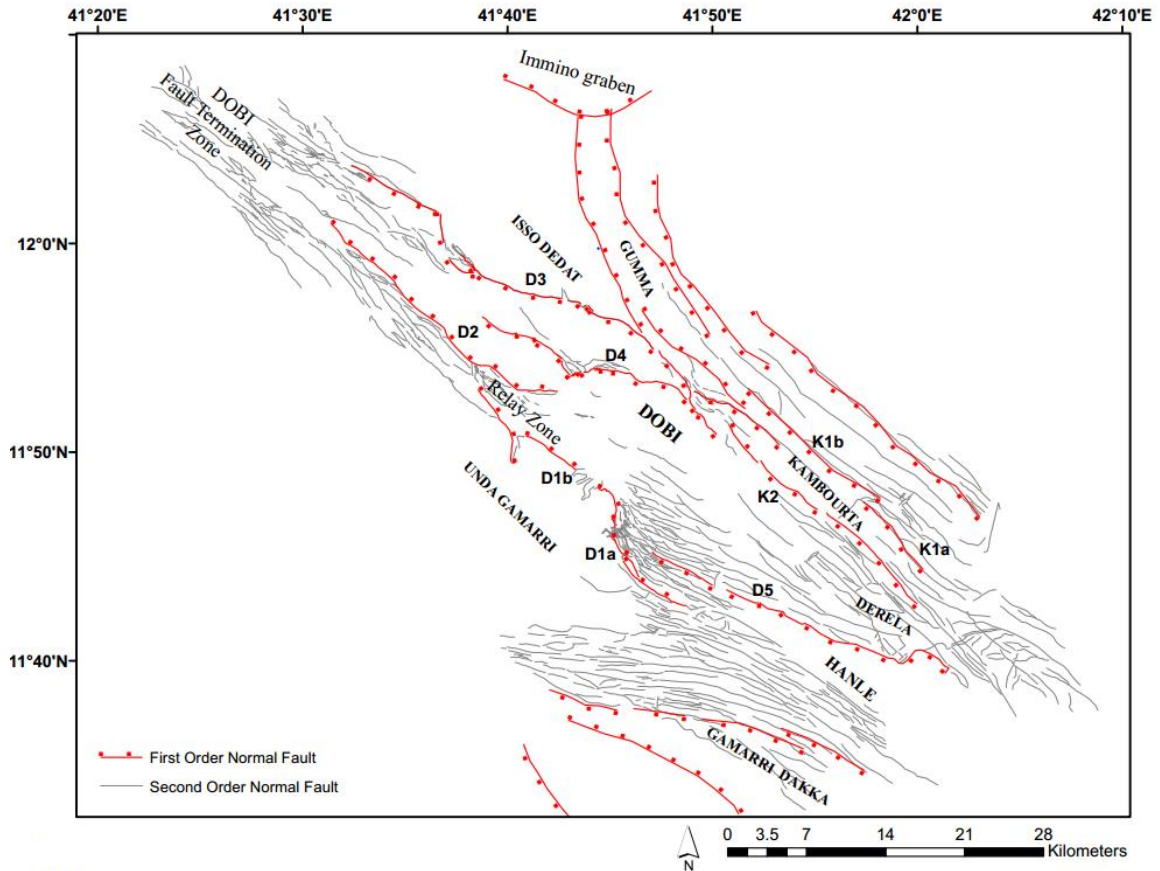 41°20'E 41°30'E 41°40'E 41°50'E 42°0'E 42°10'E
Immino graben
DOBI
Fault Termination
Zone
12°0'N
ISSO DEDAT
GUMMA
D3
D2
D4
Relay Zone
DOBI
11°50'N
K1b
KAMBOURTA
UNDA GAMARRI
D1b
K2
D1a
K1a
D5
DERELA
11°40'N
HANLE
GAMARRI DAKKA
First Order Normal Fault
Second Order Normal Fault
N
0 3.5 7 14 21 28
Kilometers